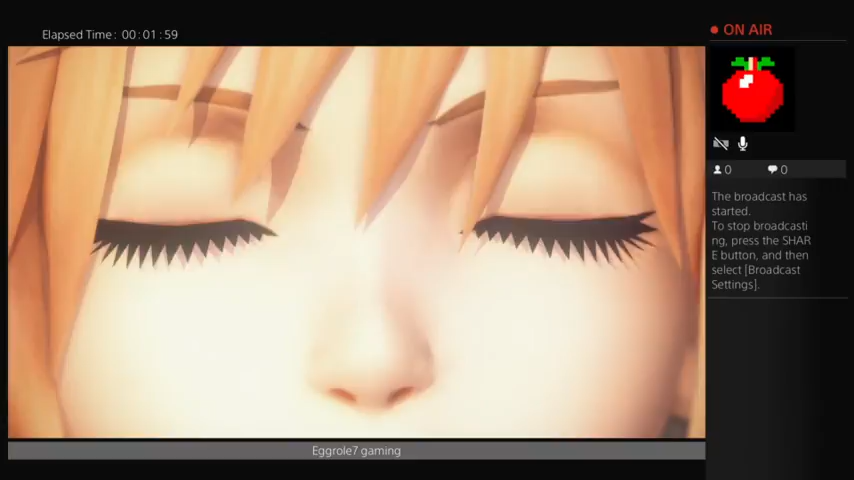 Elapsed Time: 00:01:59
ON AIR
0
0
The broadcast has
started.
To stop broadcasti
ng, press the SHAR
E button, and then
select [Broadcast
Settings].
Eggrole7 gaming